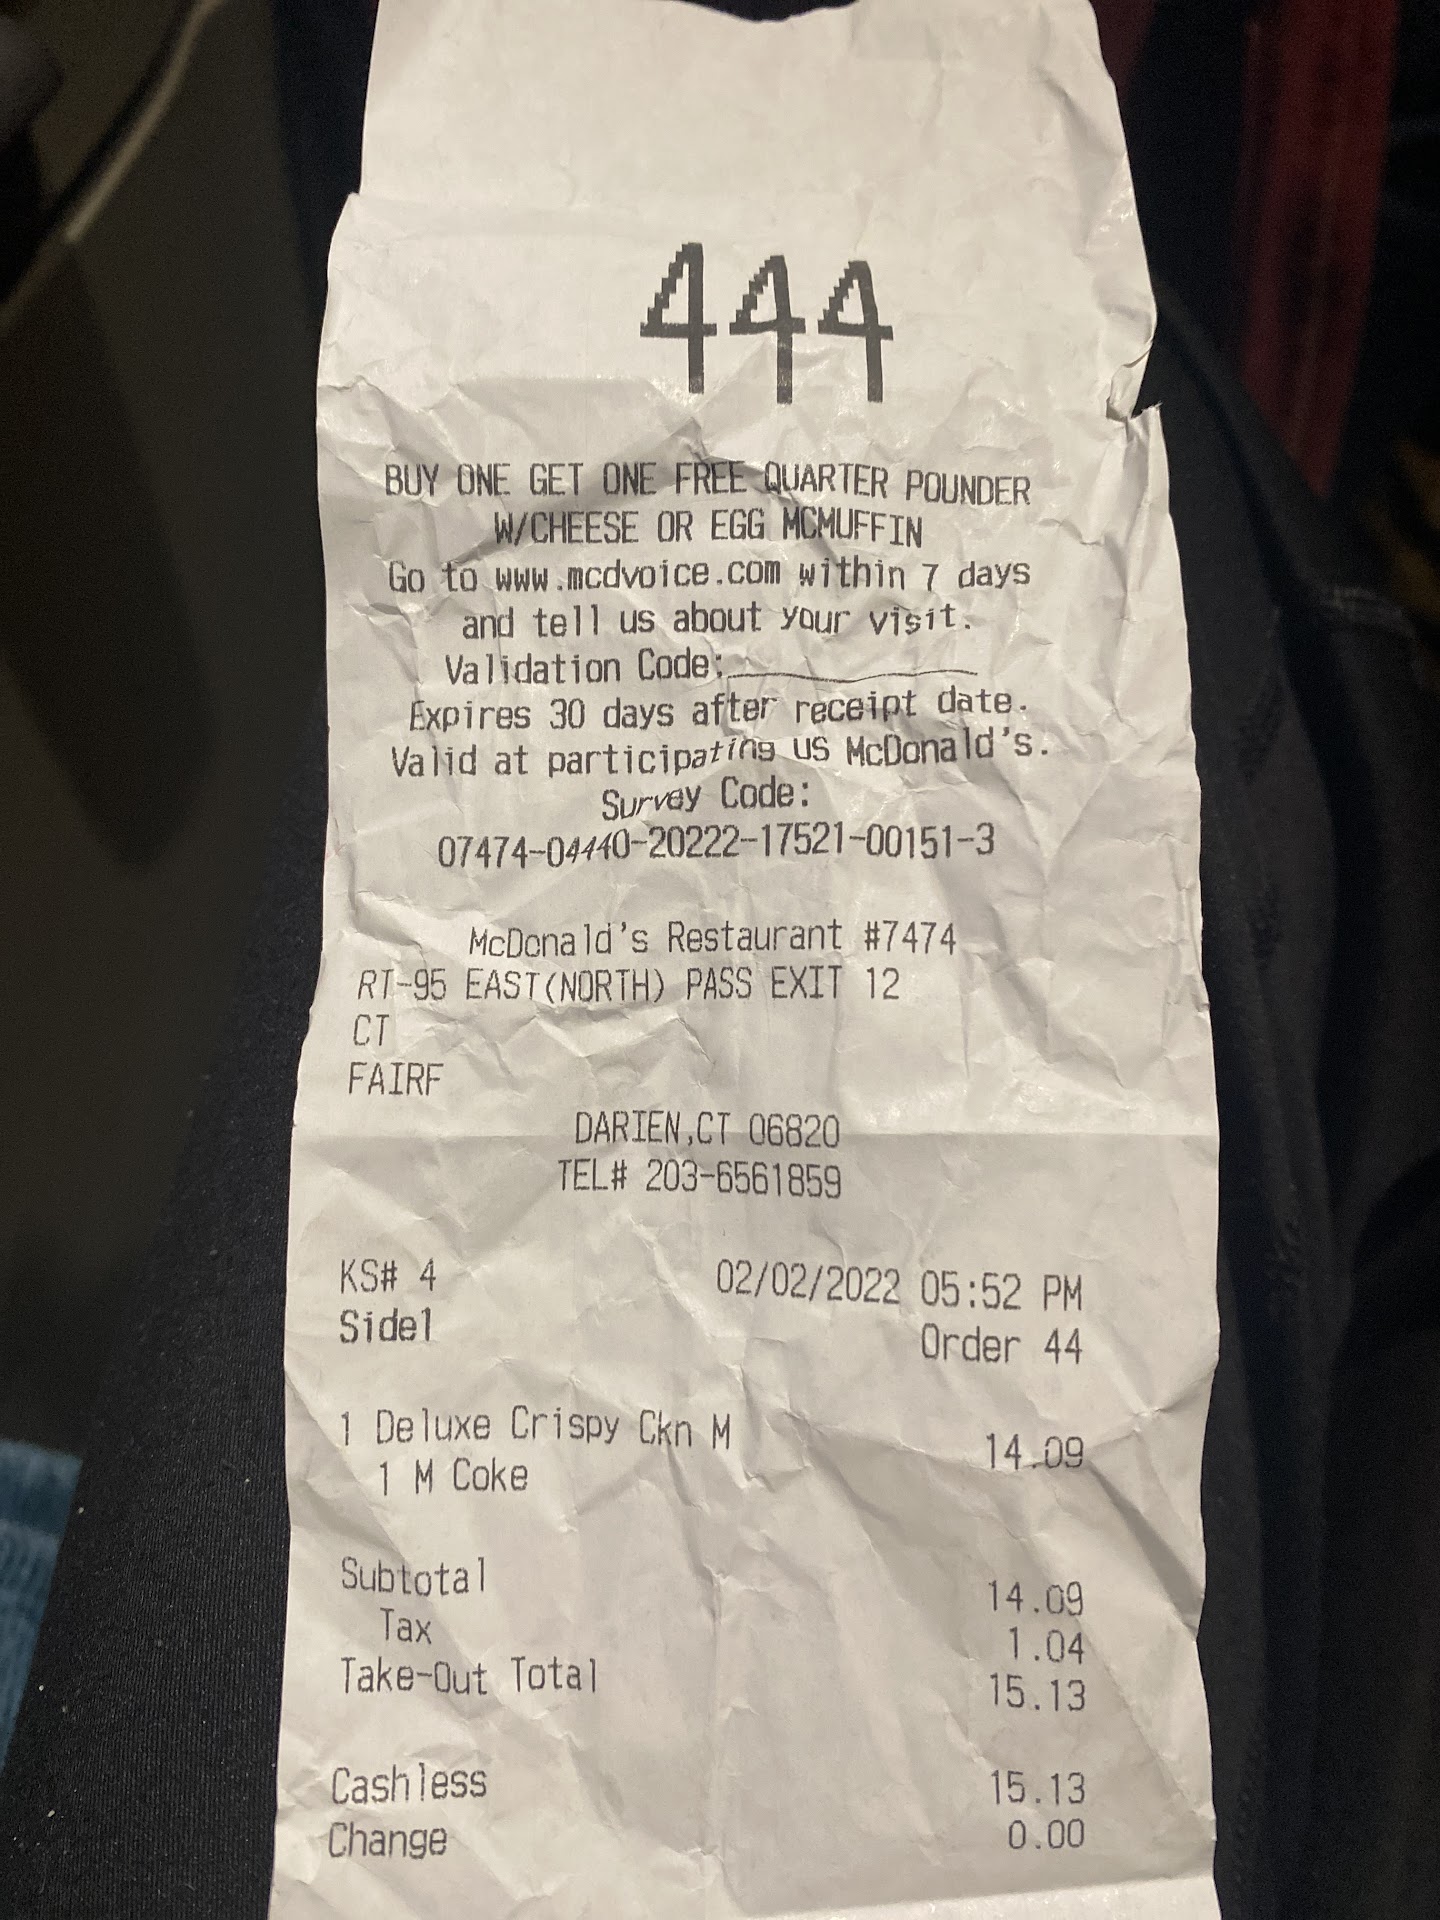 444
BUY ONE GET ONE FREE QUARTER POUNDER
W/CHEESE OR EGG MCMUFFIN
Go to www.mcdvoice.com within 7 days
and tell us about your visit.
Validation Code:____________
Expires 30 days after receipt date.
Valid at participating US McDonald's.
Survey Code:
07474-04440-20222-17521-00151-3
McDonald's Restaurant #7474
RT-95 EAST(NORTH) PASS EXIT 12
CT
FAIRF
DARIEN,CT 06820
TEL# 203-6561859
KS# 4 02/02/2022 05:52 PM
Side1 Order 44
1 Deluxe Crispy Ckn M 14.09
1 M Coke
Subtotal 14.09
Tax 1.04
Take-Out Total 15.13
Cashless 15.13
Change 0.00